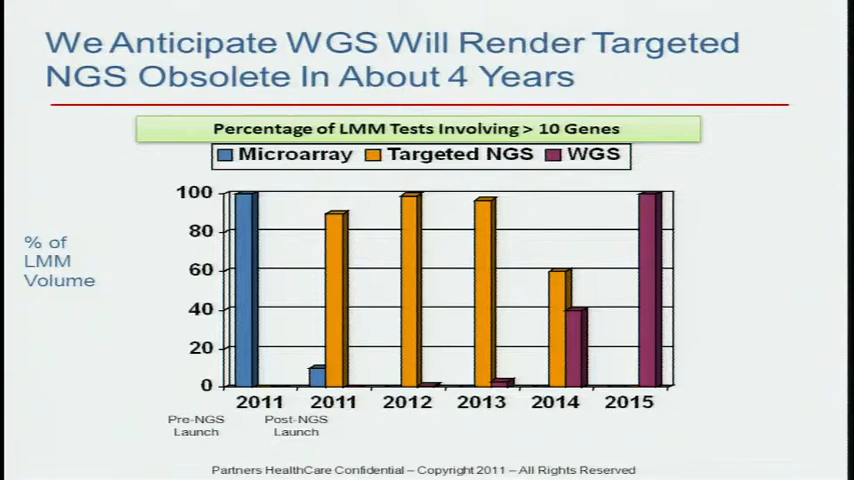 We Anticipate WGS Will Render Targeted
NGS Obsolete In About 4 Years
Percentage of LMM Tests Involving > 10 Genes
Microarray Targeted NGS WGS
100
80
60
40
20
0
% of
LMM
Volume
2011 2011 2012 2013 2014 2015
Pre-NGS Post-NGS
Launch Launch
Partners HealthCare Confidential – Copyright 2011 – All Rights Reserved